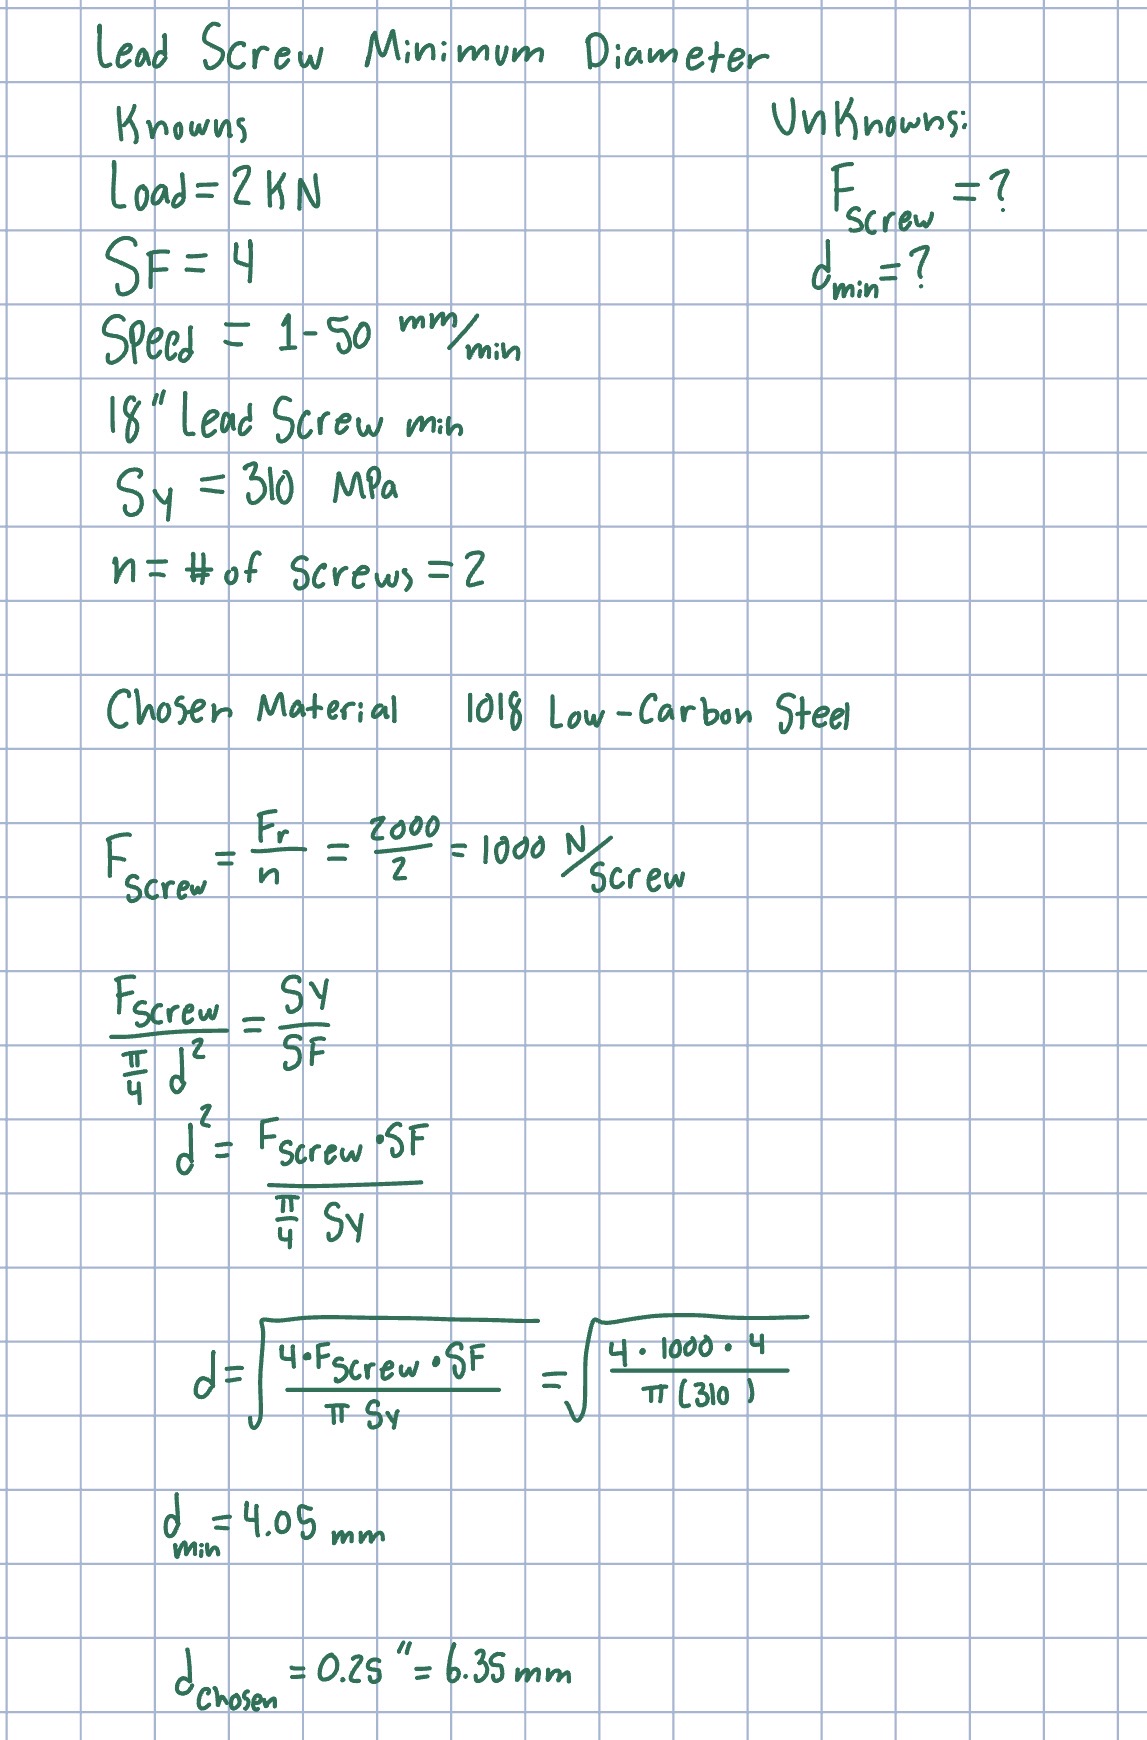 Lead Screw Minimum Diameter
Knowns
Load = 2 KN
SF = 4
Speed = 1-50 mm/min
18" Lead Screw min
Sy = 310 MPa
n = # of screws = 2
UnKnowns:
F_screw = ?
d_min = ?
Chosen Material 1018 Low-Carbon Steel
F_screw = Fr/n = 2000/2 = 1000 N/screw
F_screw / (π/4 d²) = Sy/SF
d² = F_screw · SF / (π/4 Sy)
d = √(4·F_screw·SF / π Sy) = √(4·1000·4 / π(310))
d_min = 4.05 mm
d_chosen = 0.25" = 6.35 mm